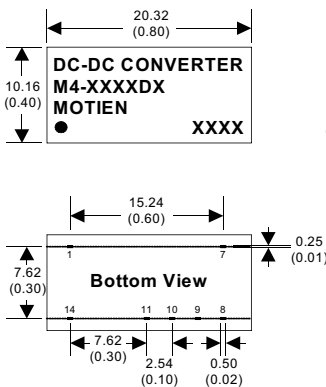 20.32
(0.80)
10.16
(0.40)
DC-DC CONVERTER
M4-XXXXDX
MOTIEN
XXXX
15.24
(0.60)
0.25
(0.01)
7.62
(0.30)
1 7
Bottom View
14 11 10 9 8
7.62
(0.30)
2.54
(0.10)
0.50
(0.02)